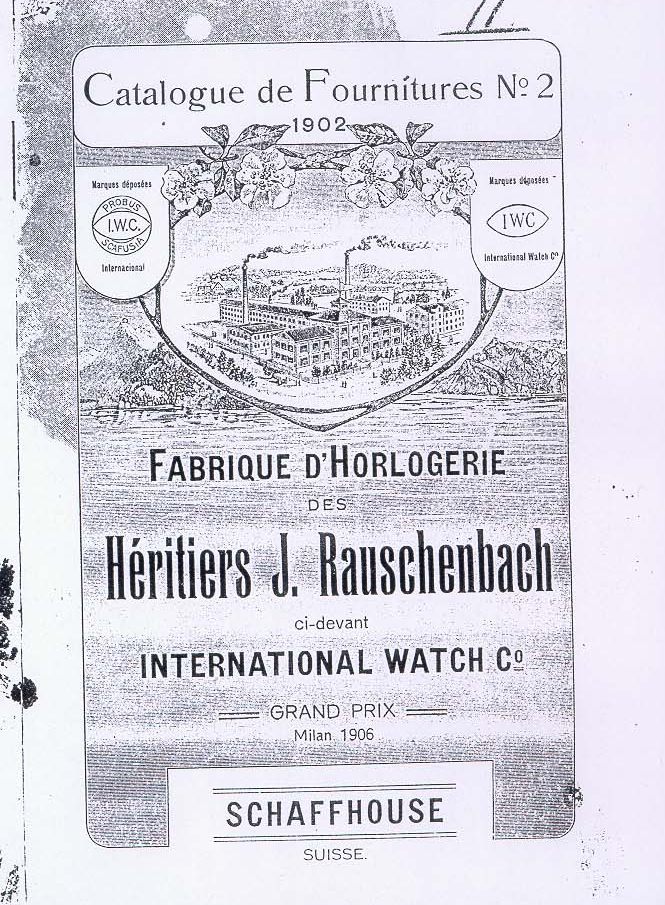 Catalogue de Fournitures Nº 2
1902
Marques déposées
PROBUS
I.W.C.
SCAFUSIA
Internacional
Marques déposées
IWC
International Watch Cº
FABRIQUE D'HORLOGERIE
DES
Héritiers J. Rauschenbach
ci-devant
INTERNATIONAL WATCH Cº
GRAND PRIX
Milan 1906
SCHAFFHOUSE
SUISSE.